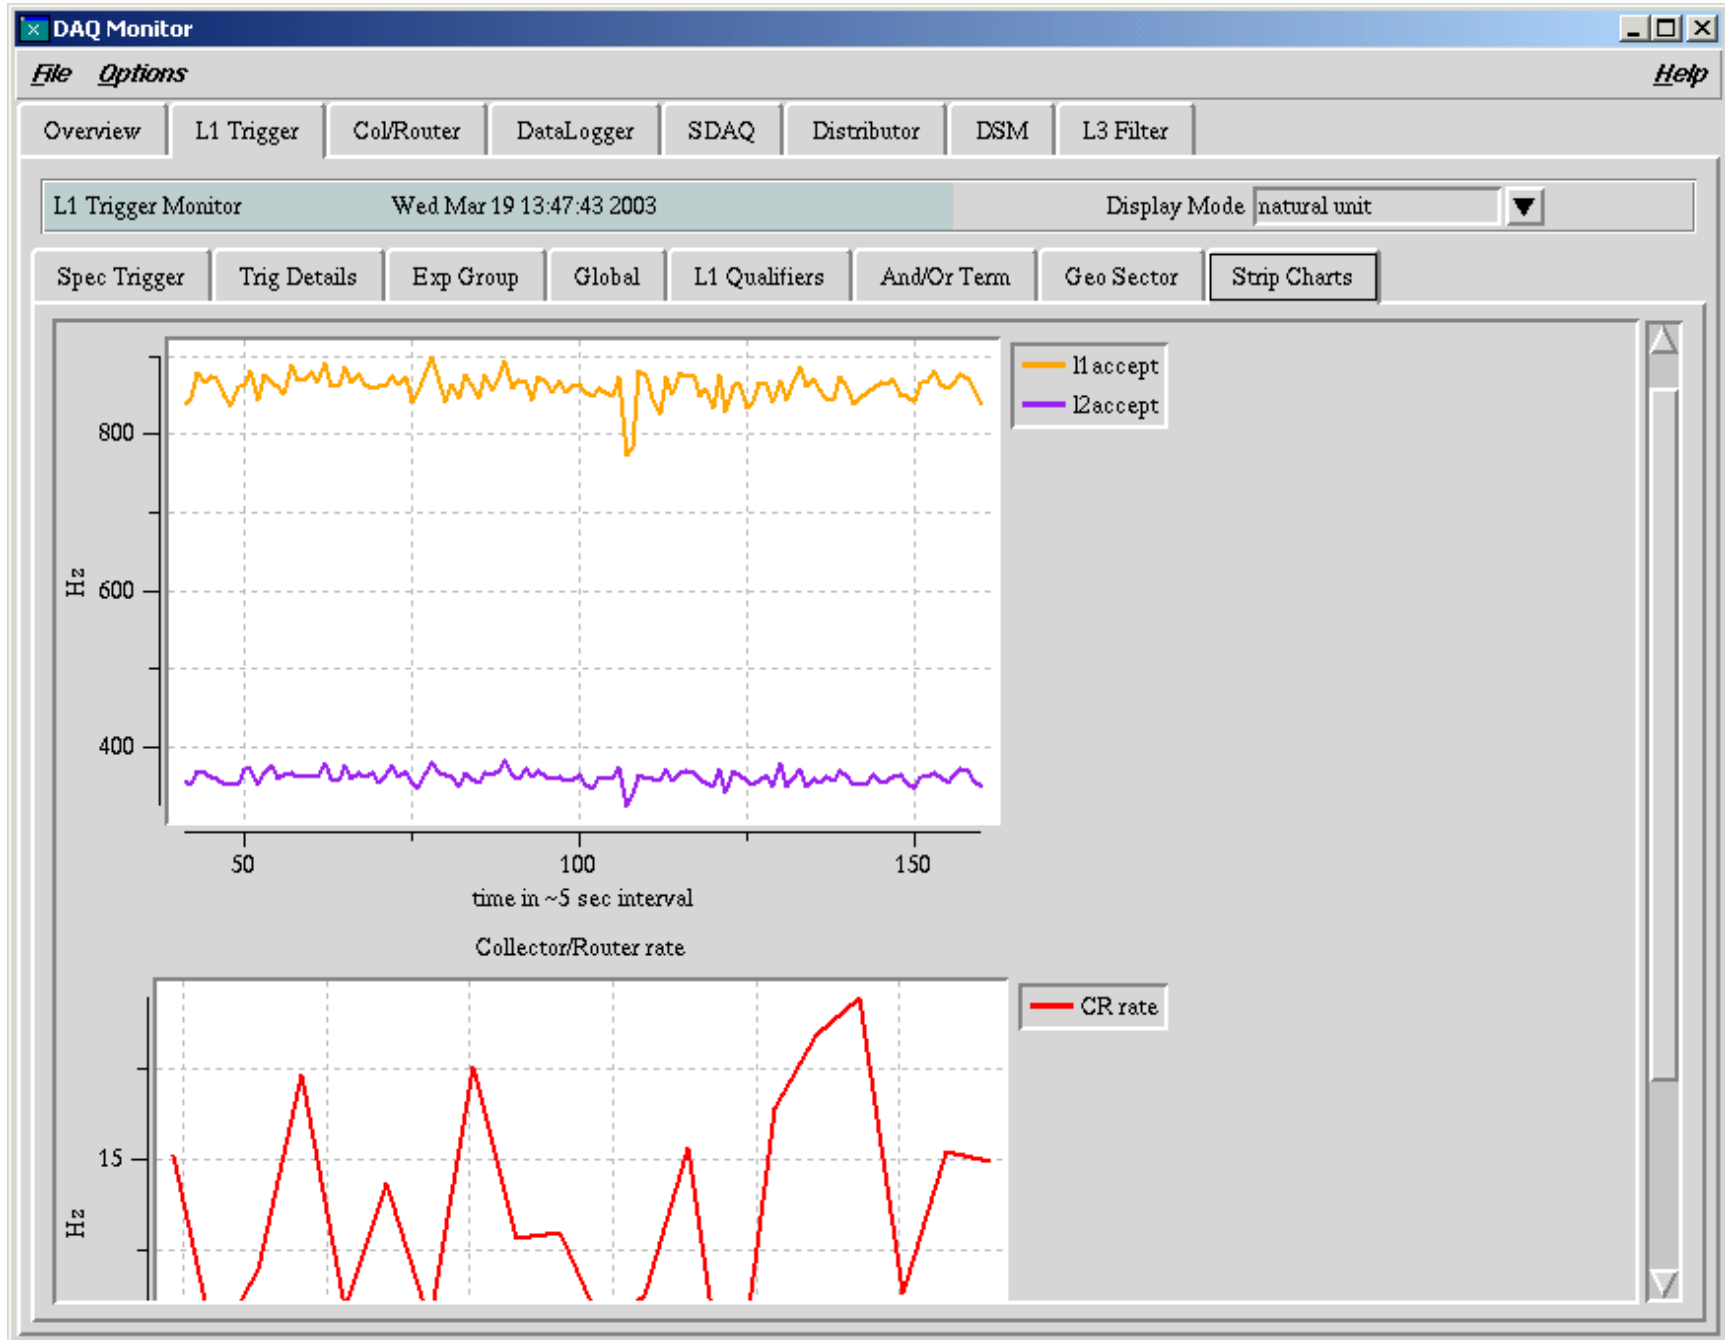 DAQ Monitor
File Options Help
Overview L1 Trigger Col/Router DataLogger SDAQ Distributor DSM L3 Filter
L1 Trigger Monitor Wed Mar 19 13:47:43 2003 Display Mode natural unit
Spec Trigger Trig Details Exp Group Global L1 Qualifiers And/Or Term Geo Sector Strip Charts
l1accept
l2accept
800
Hz
600
400
50 100 150
time in ~5 sec interval
Collector/Router rate
CR rate
15
Hz